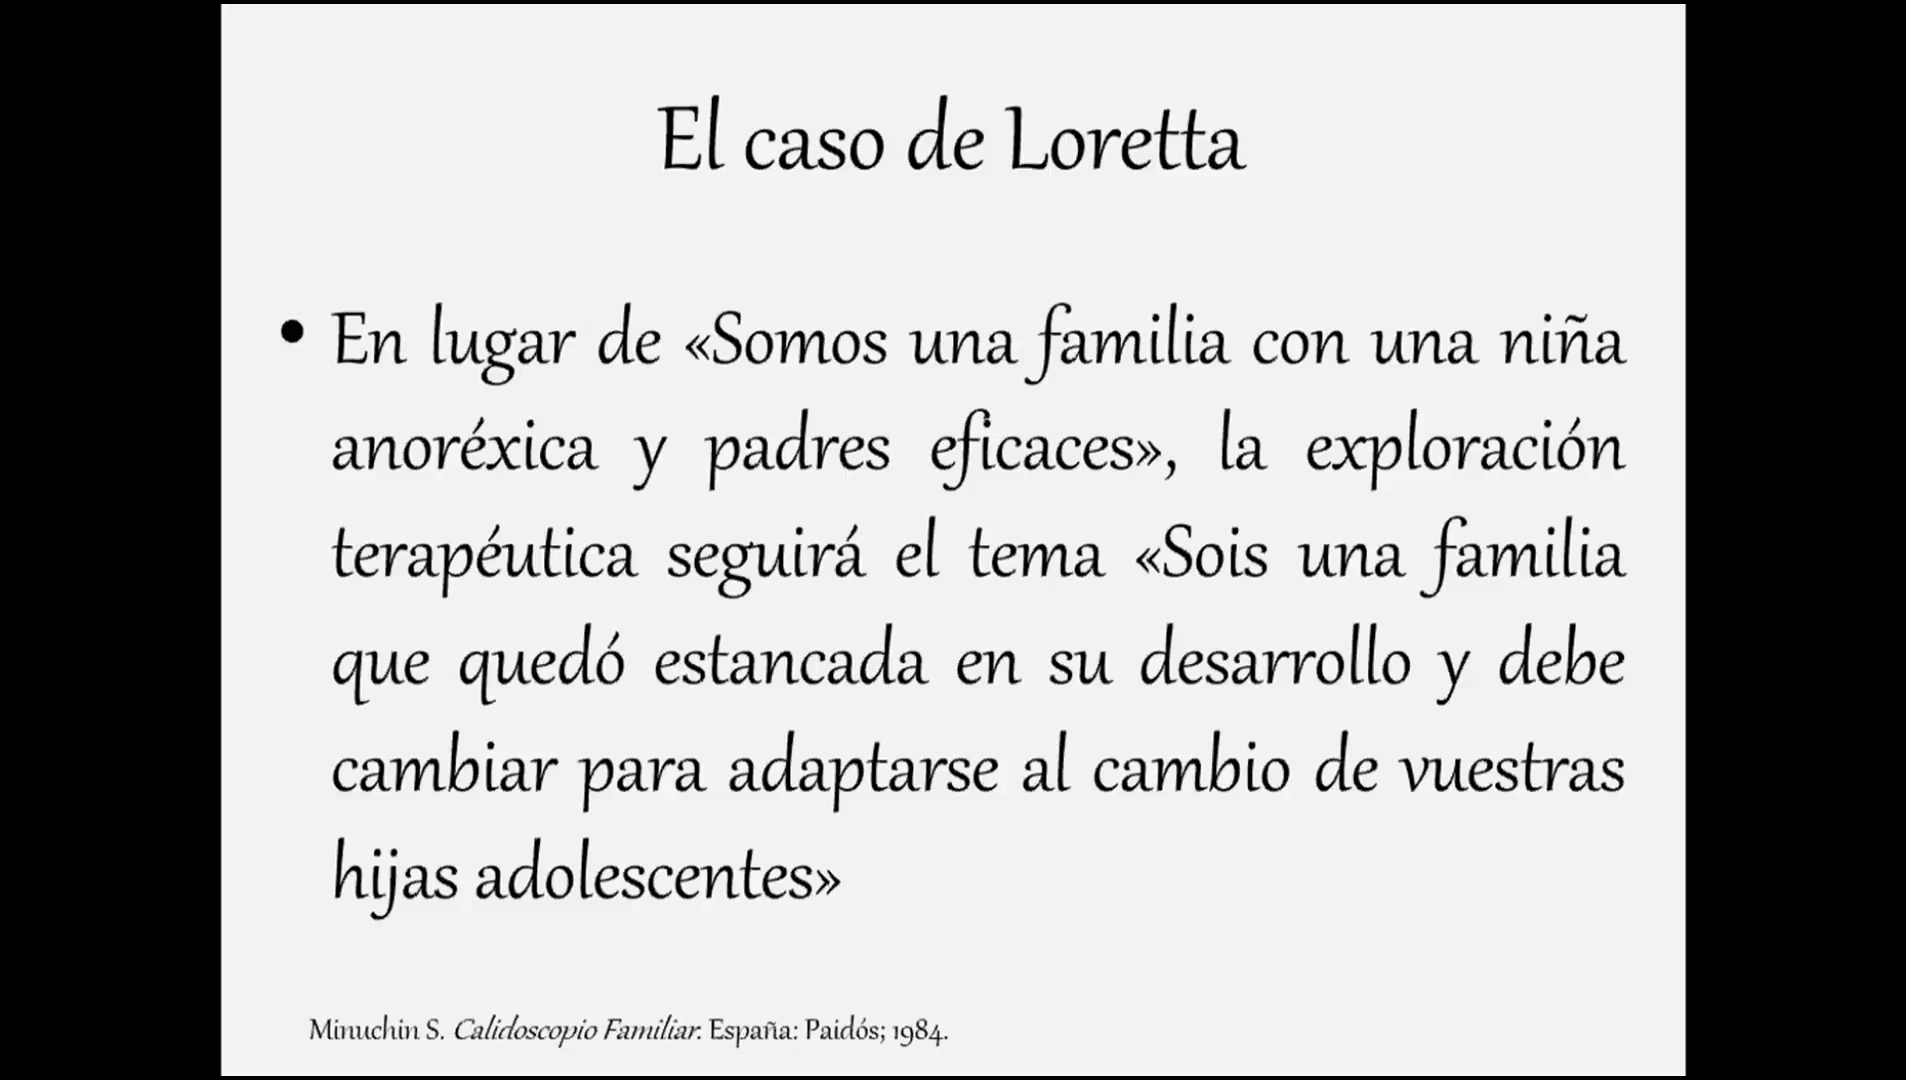 El caso de Loretta
• En lugar de «Somos una familia con una niña
anoréxica y padres eficaces», la exploración
terapéutica seguirá el tema «Sois una familia
que quedó estancada en su desarrollo y debe
cambiar para adaptarse al cambio de vuestras
hijas adolescentes»
Minuchin S. Calidoscopio Familiar. España: Paidós; 1984.